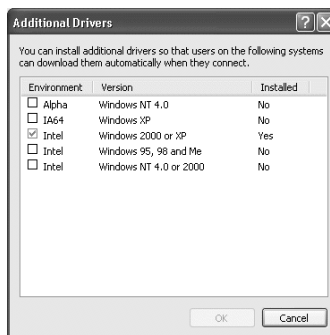 Additional Drivers
You can install additional drivers so that users on the following systems
can download them automatically when they connect.
Environment Version Installed
Alpha Windows NT 4.0 No
IA64 Windows XP No
Intel Windows 2000 or XP Yes
Intel Windows 95, 98 and Me No
Intel Windows NT 4.0 or 2000 No
OK Cancel